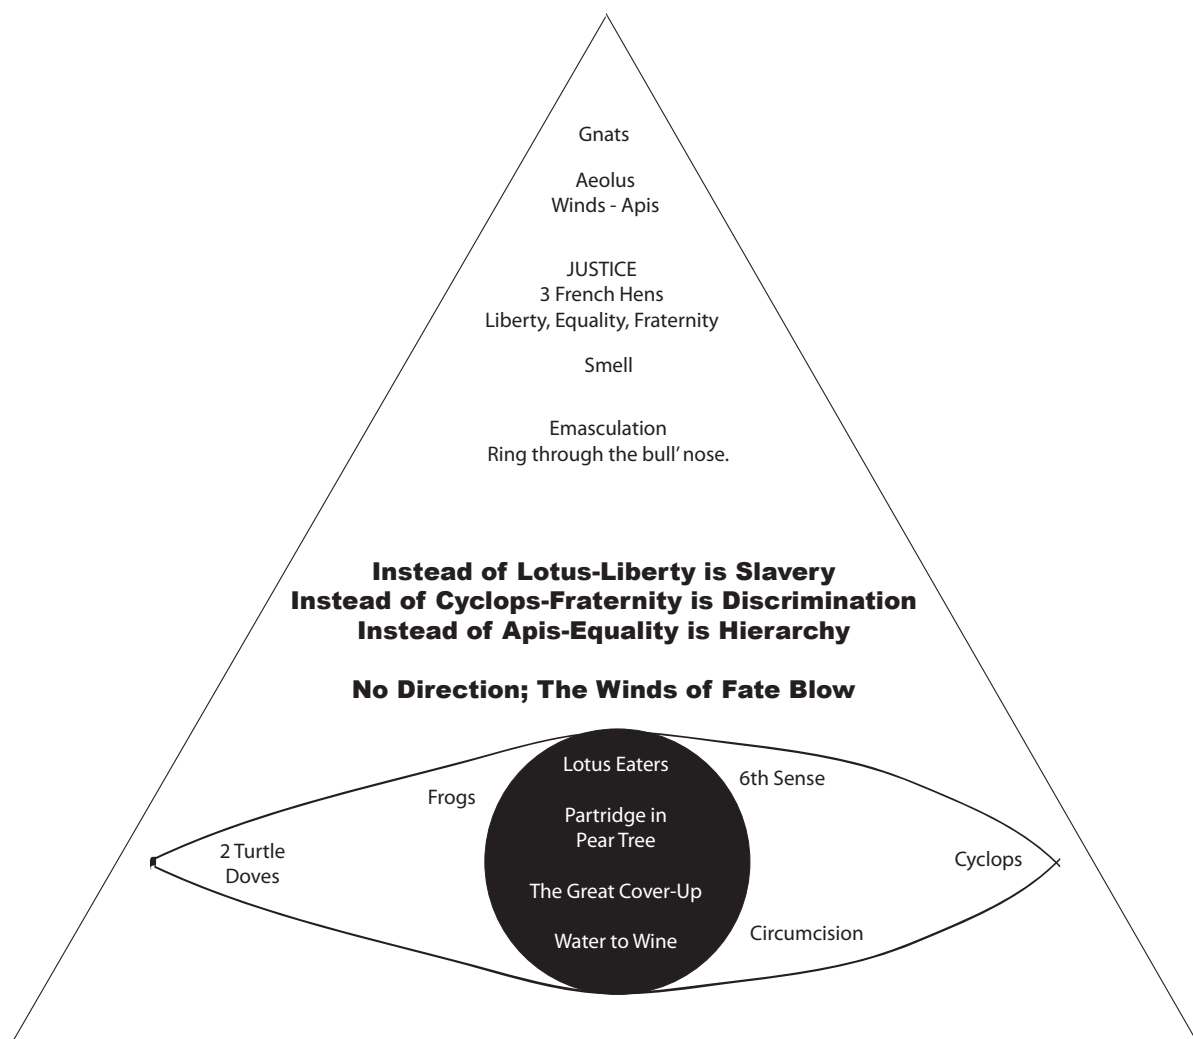 Gnats
Aeolus
Winds - Apis
JUSTICE
3 French Hens
Liberty, Equality, Fraternity
Smell
Emasculation
Ring through the bull’ nose.
Instead of Lotus-Liberty is Slavery
Instead of Cyclops-Fraternity is Discrimination
Instead of Apis-Equality is Hierarchy
No Direction; The Winds of Fate Blow
Frogs
2 Turtle
Doves
Lotus Eaters
Partridge in
Pear Tree
The Great Cover-Up
Water to Wine
6th Sense
Cyclops
Circumcision